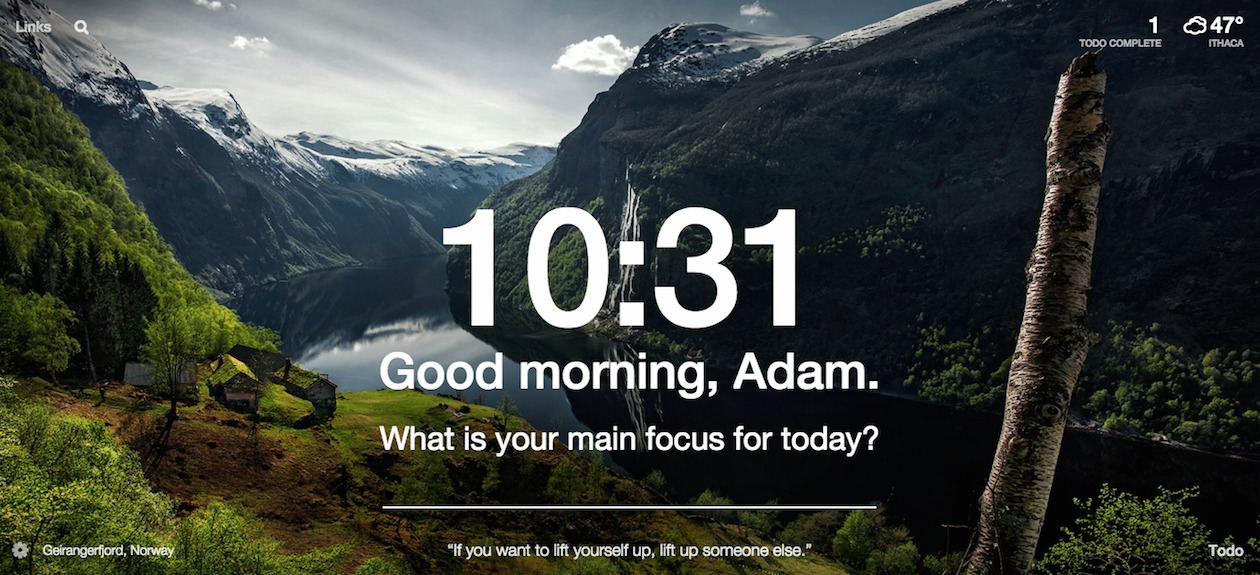 Links
1
TODO COMPLETE
47°
ITHACA
10:31
Good morning, Adam.
What is your main focus for today?
Geirangerfjord, Norway
“If you want to lift yourself up, lift up someone else.”
Todo